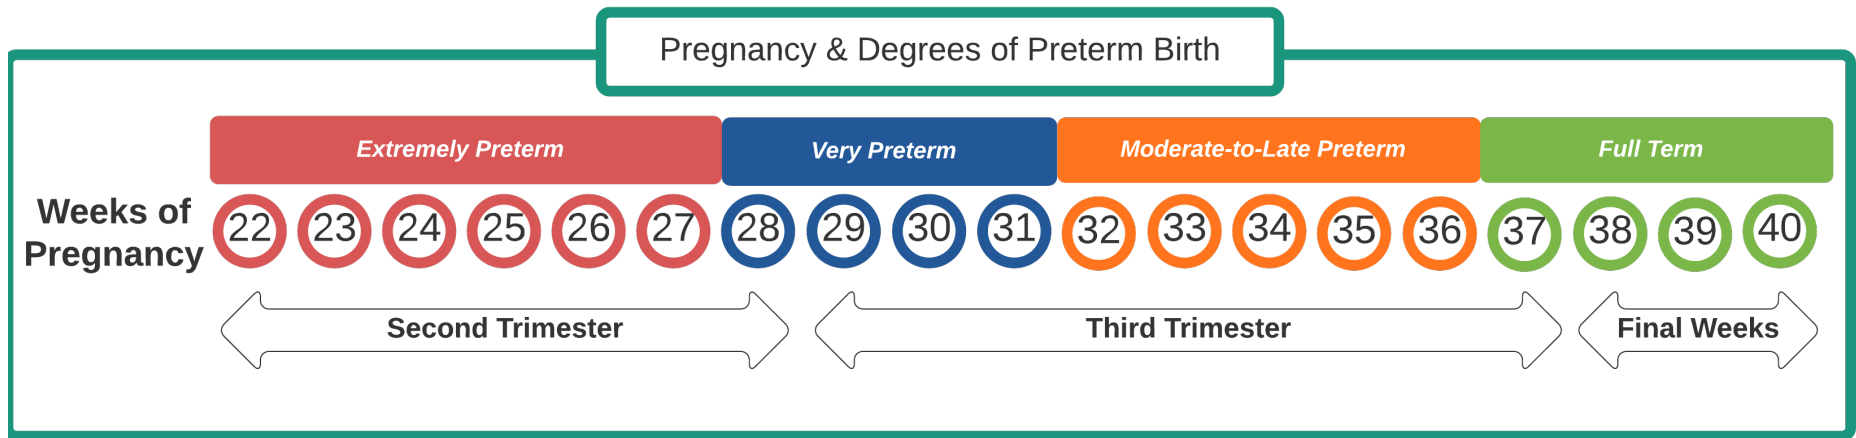 Pregnancy & Degrees of Preterm Birth
Extremely Preterm Very Preterm Moderate-to-Late Preterm Full Term
Weeks of
Pregnancy
22 23 24 25 26 27 28 29 30 31 32 33 34 35 36 37 38 39 40
Second Trimester Third Trimester Final Weeks